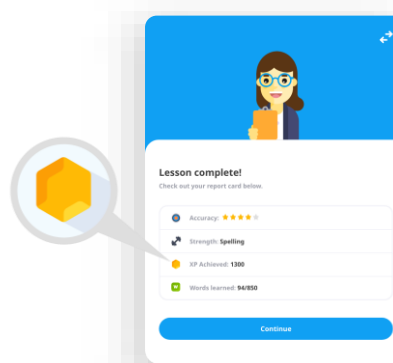 Lesson complete!
Check out your report card below.
Accuracy:
Strength: Spelling
XP Achieved: 1300
Words learned: 94/850
Continue